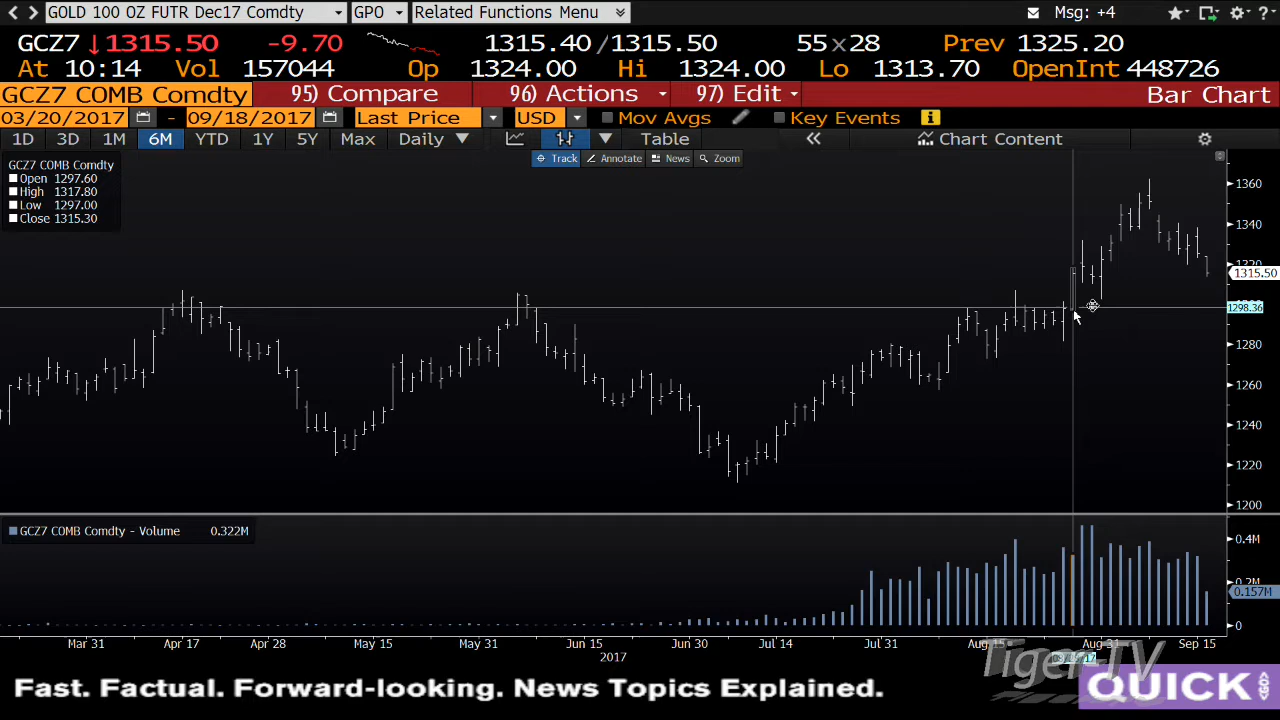 GOLD 100 OZ FUTR Dec17 Comdty GPO Related Functions Menu Msg: +4
GCZ7 ↓1315.50 -9.70 1315.40/1315.50 55x28 Prev 1325.20
At 10:14 Vol 157044 Op 1324.00 Hi 1324.00 Lo 1313.70 OpenInt 448726
GCZ7 COMB Comdty 95) Compare 96) Actions 97) Edit Bar Chart
03/20/2017 - 09/18/2017 Last Price USD Mov Avgs Key Events
1D 3D 1M 6M YTD 1Y 5Y Max Daily Table Chart Content
Track Annotate News Zoom
GCZ7 COMB Comdty
Open 1297.60
High 1317.80
Low 1297.00
Close 1315.30
1360
1340
1320
1315.50
1298.36
1280
1260
1240
1220
1200
GCZ7 COMB Comdty - Volume 0.322M
0.4M
0.2M
0.157M
0
Mar 31 Apr 17 Apr 28 May 15 May 31 Jun 15 Jun 30 Jul 14 Jul 31 Aug 15 Aug 31 Sep 15
2017
Tiger-TV
Fast. Factual. Forward-looking. News Topics Explained. QUICK